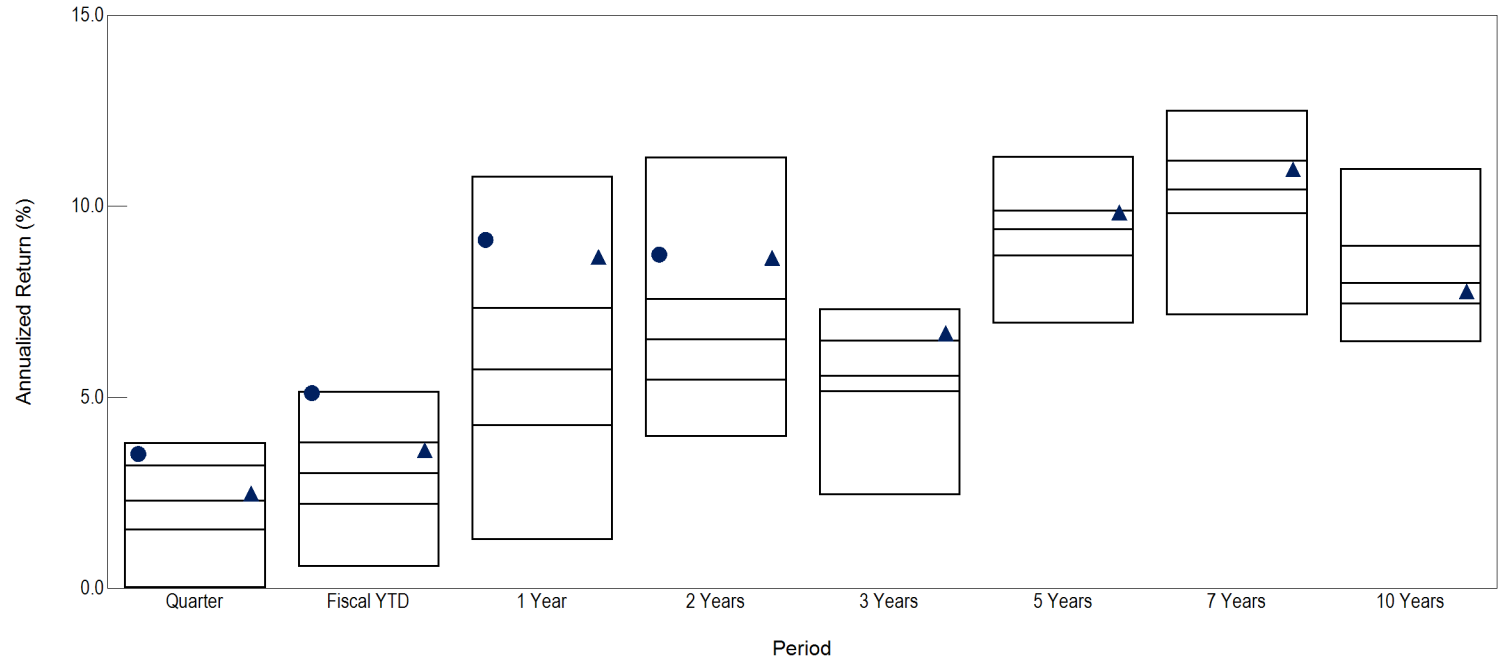 15.0
10.0
5.0
0.0
Annualized Return (%)
Quarter Fiscal YTD 1 Year 2 Years 3 Years 5 Years 7 Years 10 Years
Period